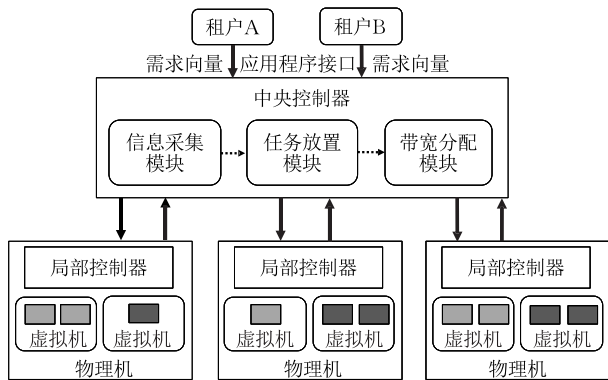 租户A 租户B
需求向量 应用程序接口 需求向量
中央控制器
信息采集 任务放置 带宽分配
模块 模块 模块
局部控制器 局部控制器 局部控制器
虚拟机 虚拟机 虚拟机 虚拟机 虚拟机 虚拟机
物理机 物理机 物理机